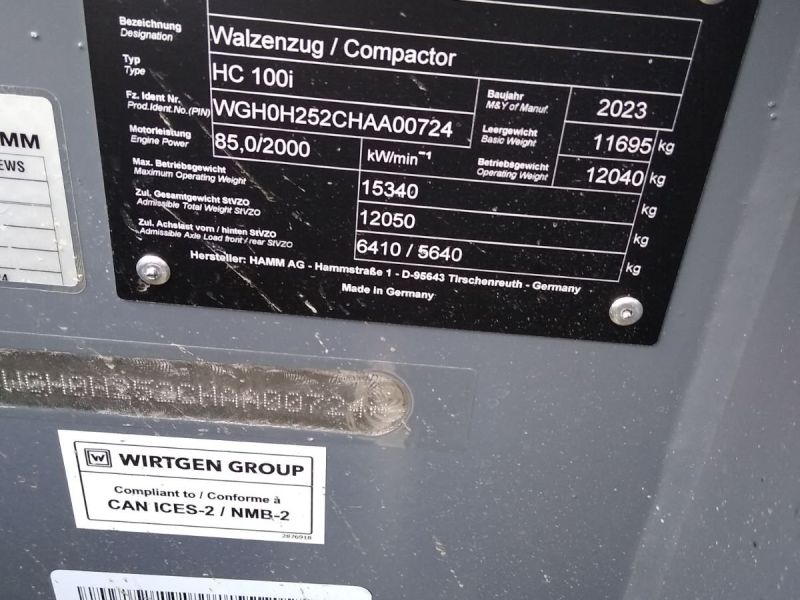 Bezeichnung
Designation
Walzenzug / Compactor
Typ
Type
HC 100i
Fz. Ident Nr.
Prod.Ident.No.(PIN)
WGH0H252CHAA00724
Baujahr
M&Y of Manuf.
2023
Motorleistung
Engine Power
85,0/2000
kW/min⁻¹
Leergewicht
Basic Weight
11695 kg
Betriebsgewicht
Operating Weight
12040 kg
Max. Betriebsgewicht
Maximum Operating Weight
15340 kg
Zul. Gesamtgewicht StVZO
Admissible Total Weight StVZO
12050 kg
Zul. Achslast vorn / hinten StVZO
Admissible Axle Load front / rear StVZO
6410 / 5640 kg
Hersteller: HAMM AG - Hammstraße 1 - D-95643 Tirschenreuth - Germany
Made in Germany
WGH0H252CHAA00724
W WIRTGEN GROUP
Compliant to / Conforme à
CAN ICES-2 / NMB-2
2876918